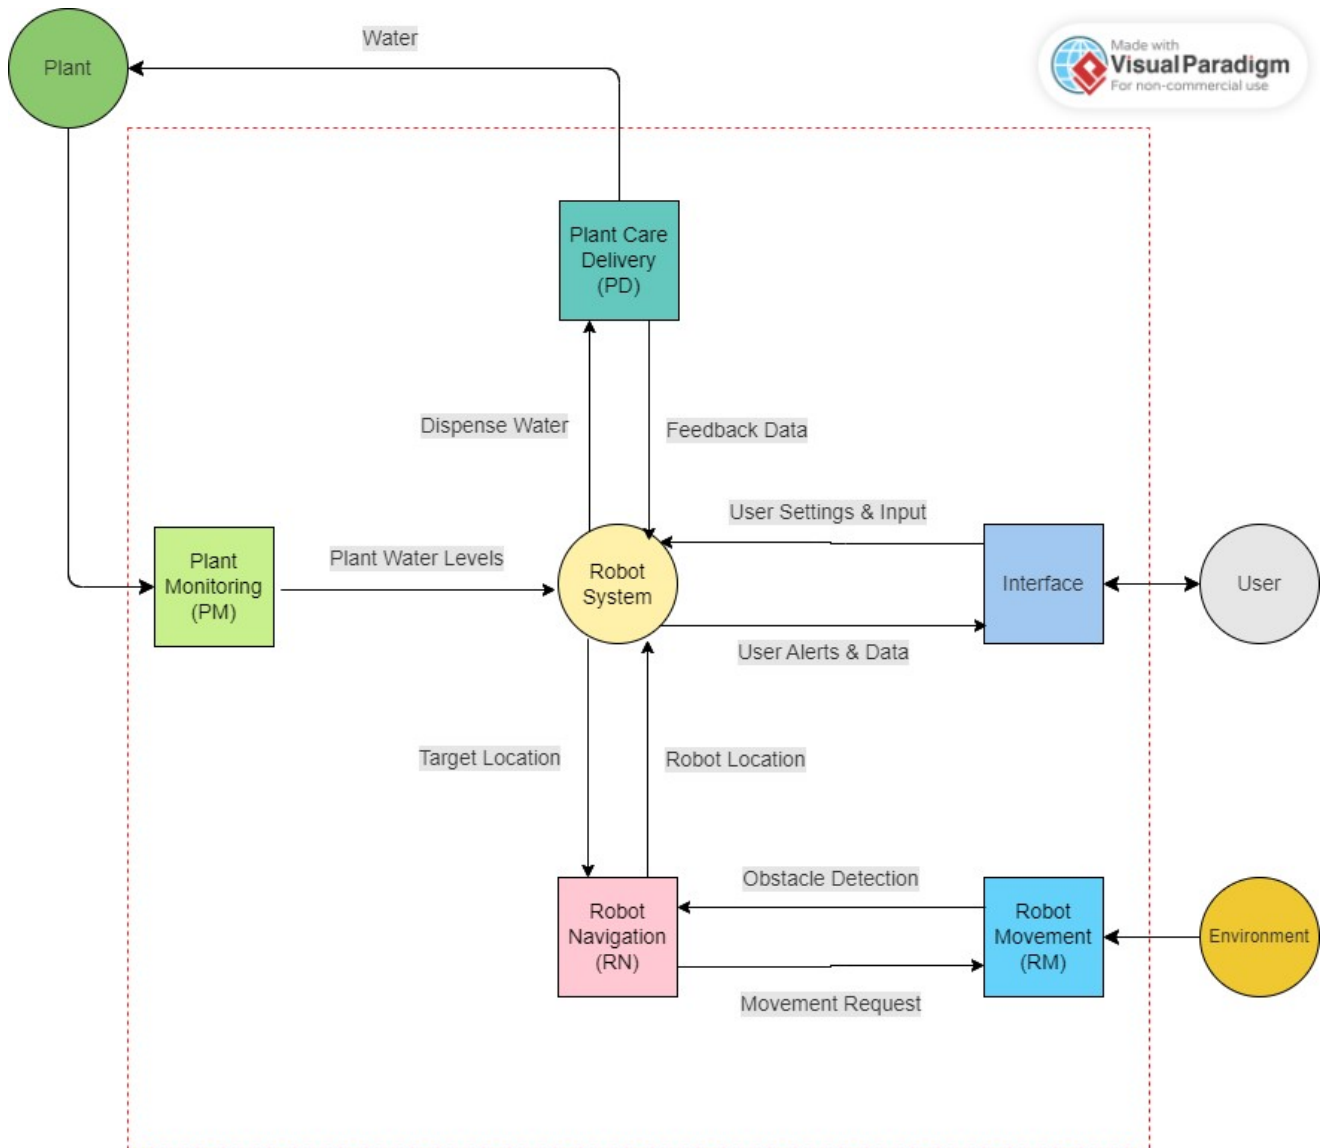 Water
Plant
Made with
Visual Paradigm
For non-commercial use
Plant Care
Delivery
(PD)
Dispense Water
Feedback Data
User Settings & Input
Plant
Monitoring
(PM)
Plant Water Levels
Robot
System
Interface
User
User Alerts & Data
Target Location
Robot Location
Obstacle Detection
Robot
Navigation
(RN)
Robot
Movement
(RM)
Environment
Movement Request